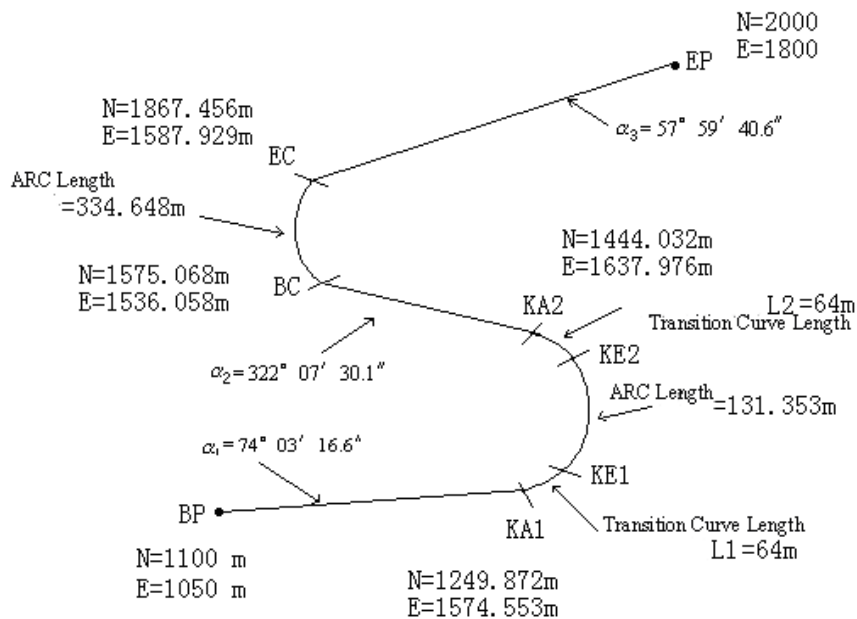 N=2000
E=1800
EP
N=1867.456m
E=1587.929m
α3=57° 59′ 40.6″
EC
ARC Length
=334.648m
N=1444.032m
E=1637.976m
N=1575.068m
E=1536.058m
BC
KA2
L2=64m
Transition Curve Length
KE2
α2=322° 07′ 30.1″
ARC Length
=131.353m
α1=74° 03′ 16.6″
KE1
BP
KA1
Transition Curve Length
L1=64m
N=1100 m
E=1050 m
N=1249.872m
E=1574.553m